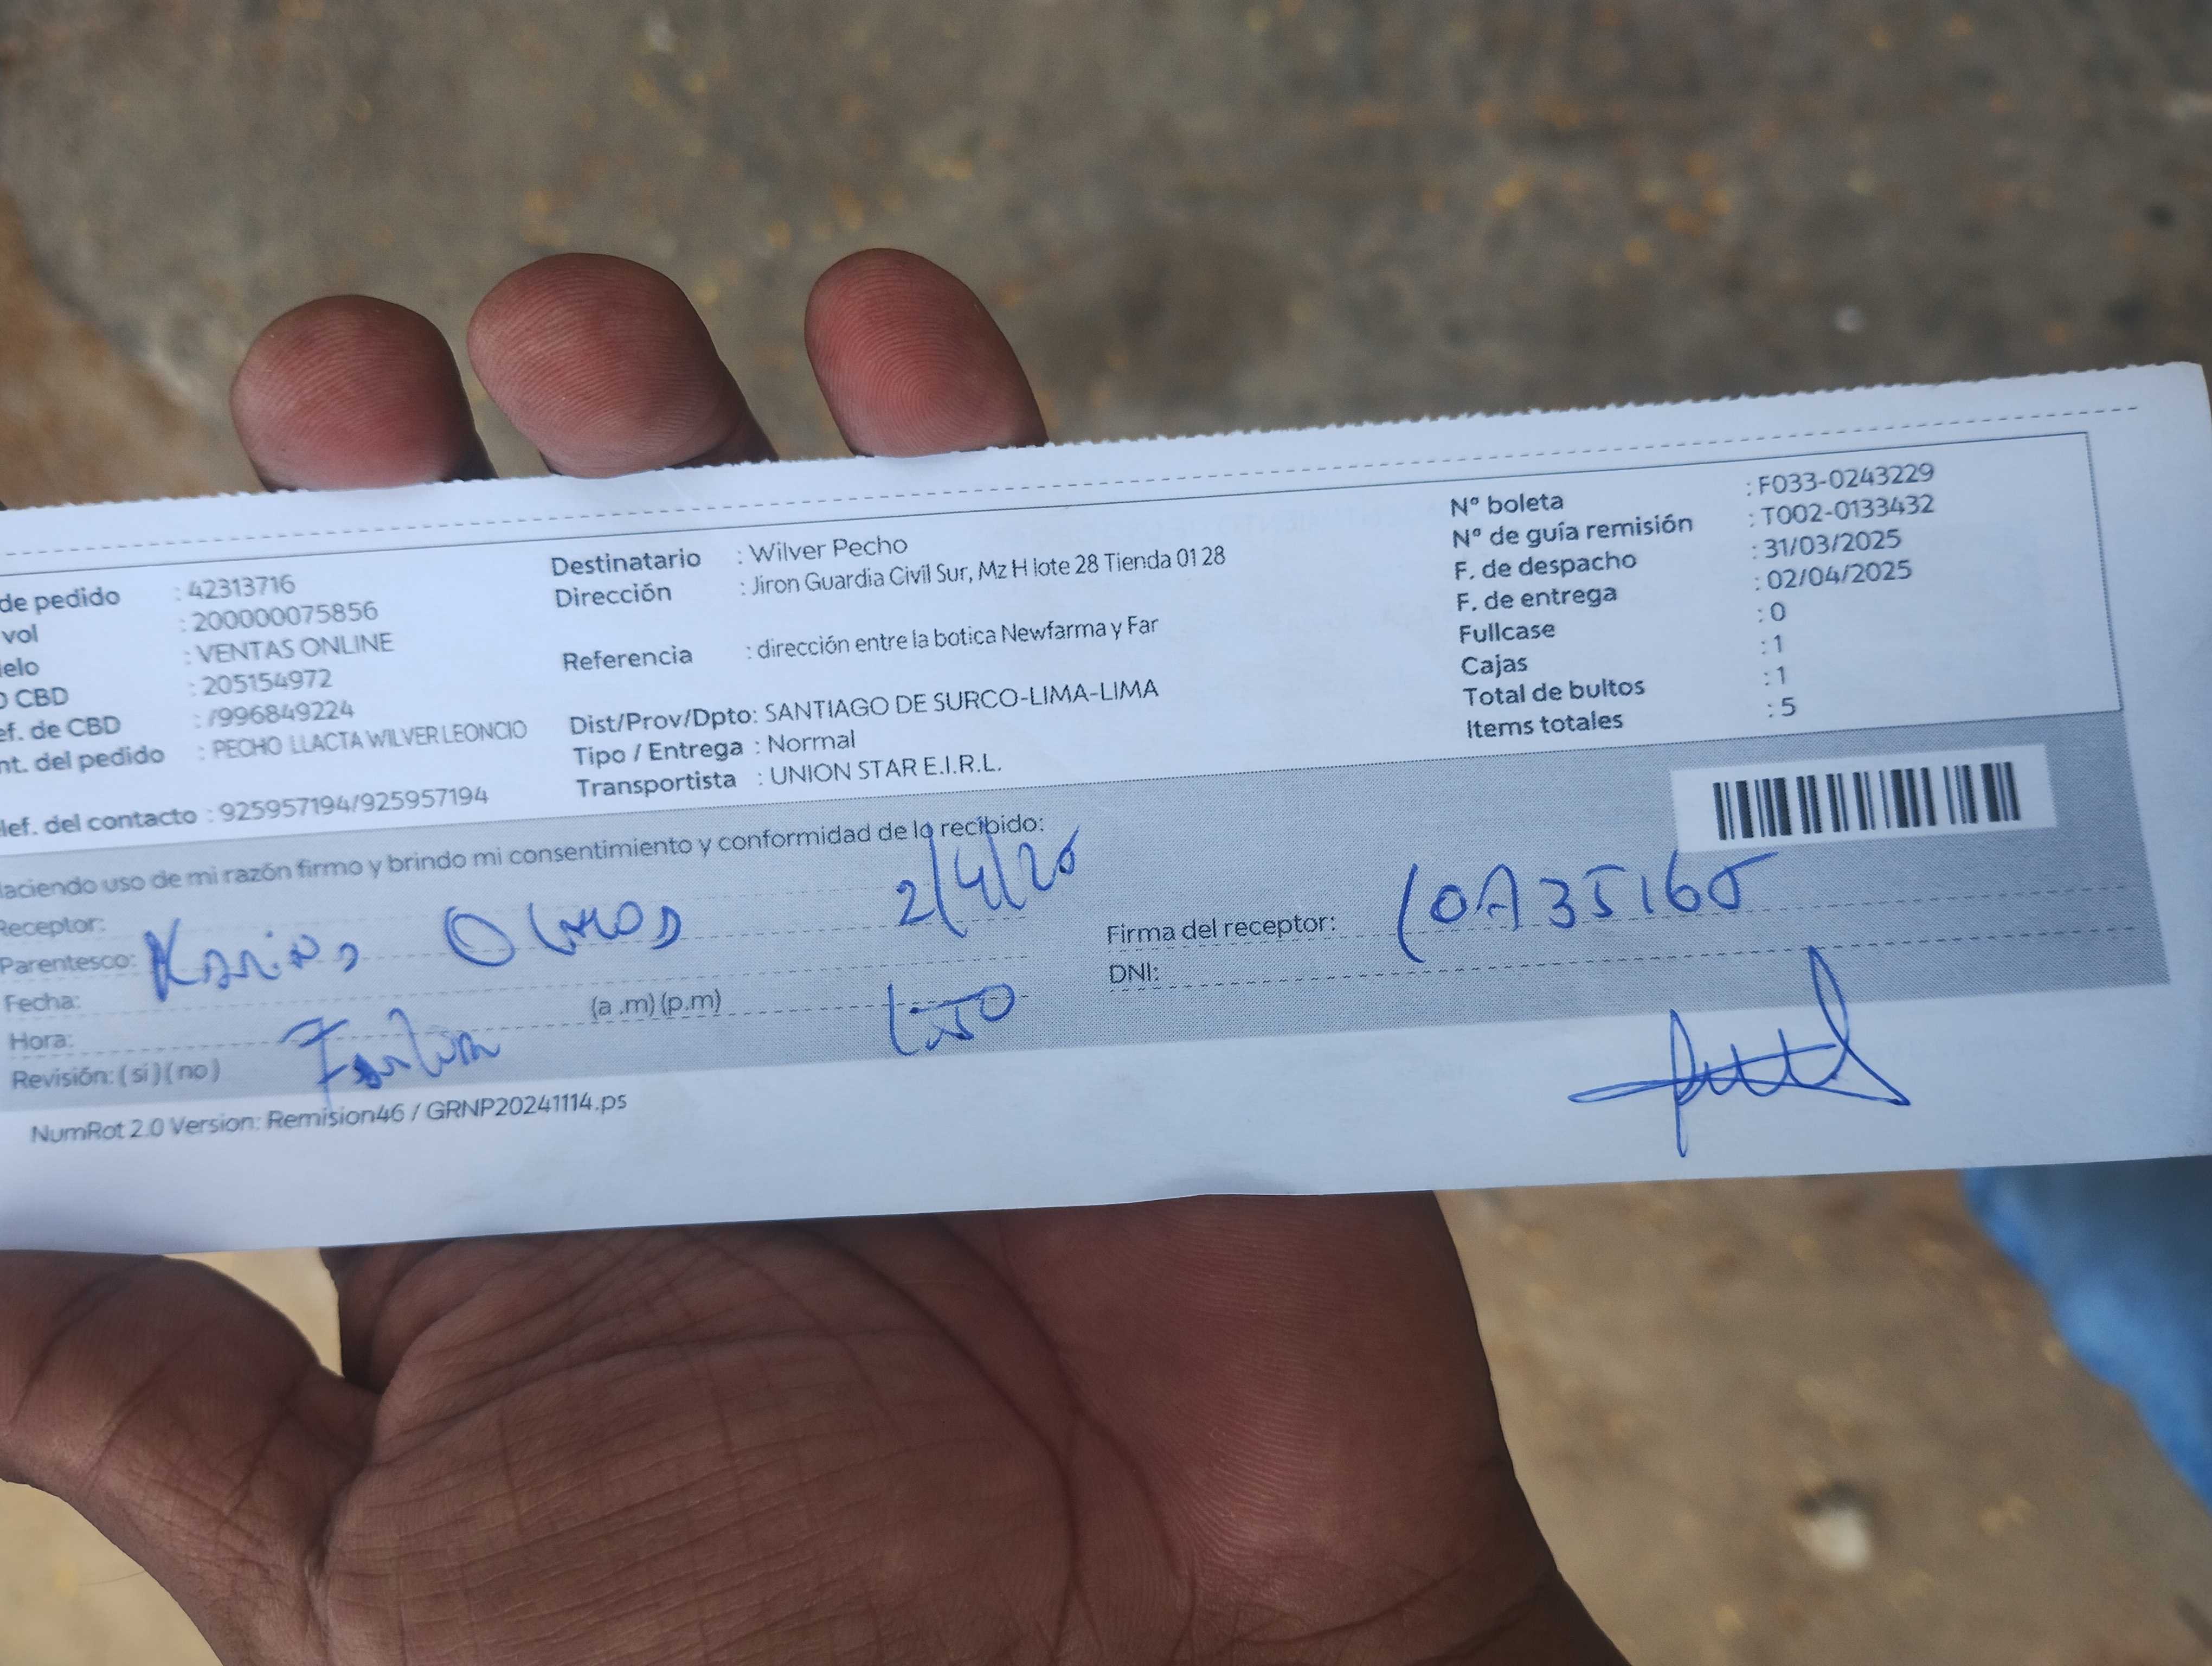 de pedido : 42313716
vol : 200000075856
elo : VENTAS ONLINE
CBD : 205154972
ef. de CBD : /996849224
nt. del pedido : PECHO LLACTA WILVER LEONCIO
lef. del contacto : 925957194/925957194
Destinatario : Wilver Pecho
Dirección : Jiron Guardia Civil Sur, Mz H lote 28 Tienda 01 28
Referencia : dirección entre la botica Newfarma y Far
Dist/Prov/Dpto: SANTIAGO DE SURCO-LIMA-LIMA
Tipo / Entrega : Normal
Transportista : UNION STAR E.I.R.L.
Nº boleta : F033-0243229
Nº de guía remisión : T002-0133432
F. de despacho : 31/03/2025
F. de entrega : 02/04/2025
Fullcase : 0
Cajas : 1
Total de bultos : 1
Items totales : 5
aciendo uso de mi razón firmo y brindo mi consentimiento y conformidad de lo recibido:
Receptor:
Parentesco:
Fecha: 2/4/25
Hora: (a .m) (p.m)
Revisión: ( si ) ( no )
Firma del receptor:
DNI:
NumRot 2.0 Version: Remision46 / GRNP20241114.ps